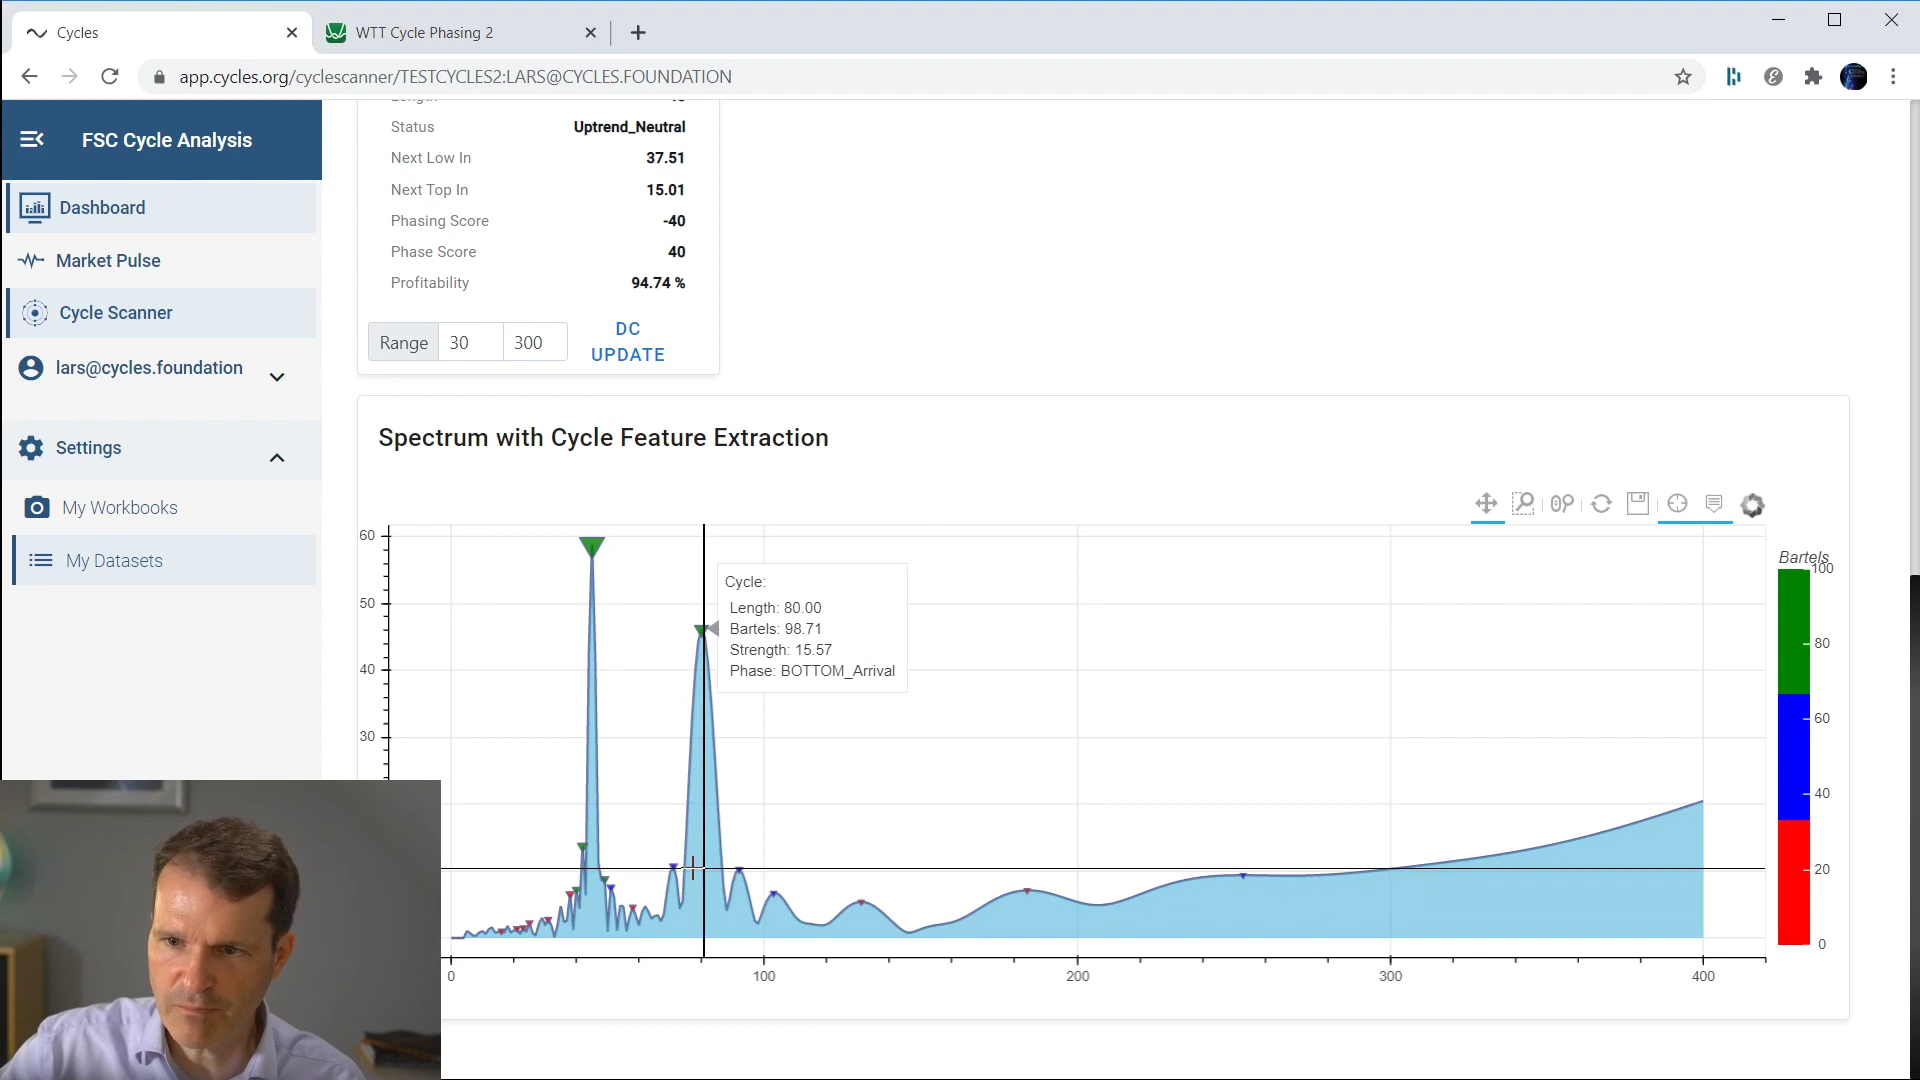 Cycles
WTT Cycle Phasing 2
app.cycles.org/cyclescanner/TESTCYCLES2:LARS@CYCLES.FOUNDATION
FSC Cycle Analysis
Dashboard
Market Pulse
Cycle Scanner
lars@cycles.foundation
Settings
My Workbooks
My Datasets
Status Uptrend_Neutral
Next Low In 37.51
Next Top In 15.01
Phasing Score -40
Phase Score 40
Profitability 94.74 %
Range 30 300
DC
UPDATE
Spectrum with Cycle Feature Extraction
60
50
40
30
Cycle:
Length: 80.00
Bartels: 98.71
Strength: 15.57
Phase: BOTTOM_Arrival
0 100 200 300 400
Bartels
100
80
60
40
20
0